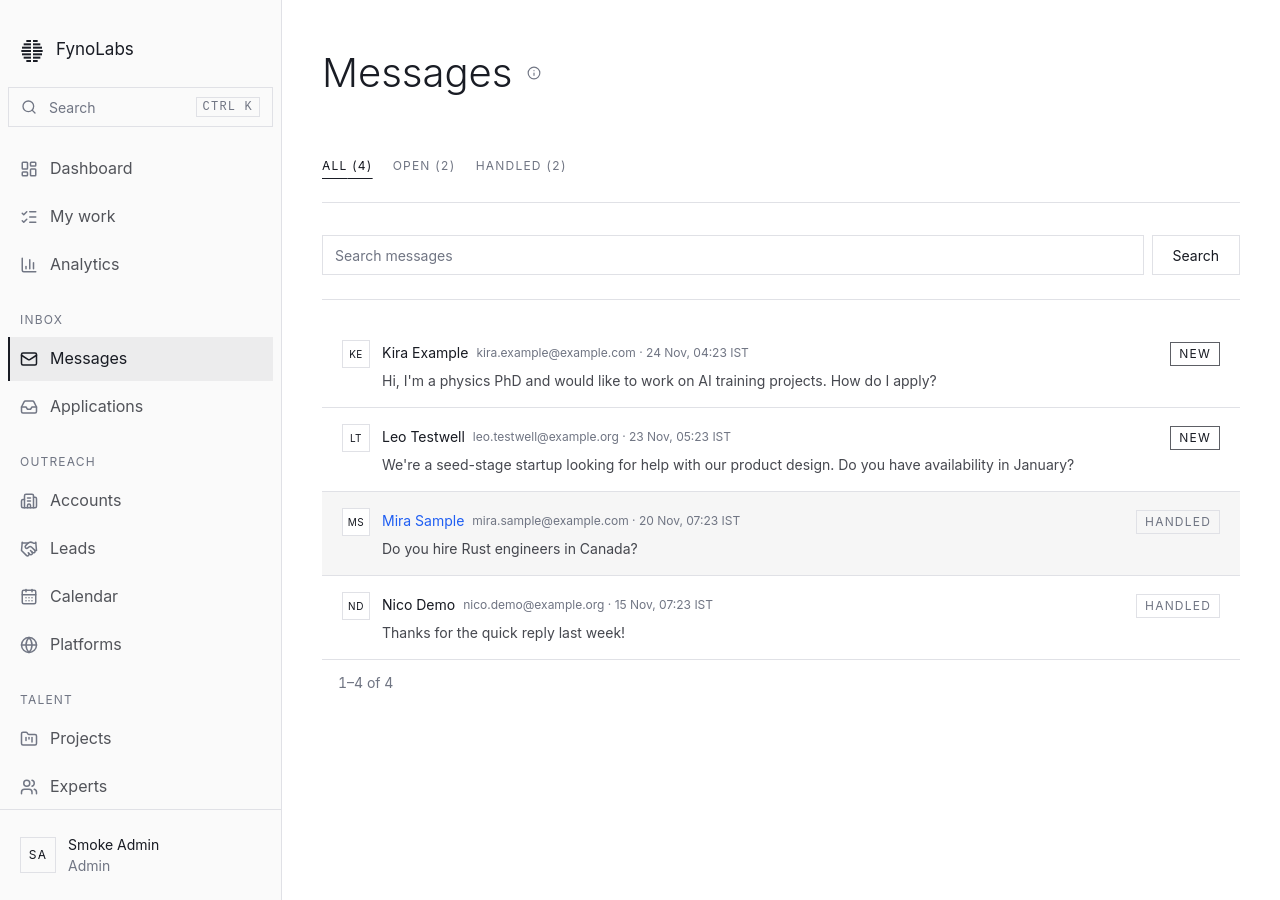 FynoLabs
Search CTRL K
Dashboard
My work
Analytics
INBOX
Messages
Applications
OUTREACH
Accounts
Leads
Calendar
Platforms
TALENT
Projects
Experts
SA Smoke Admin
Admin
Messages
ALL (4) OPEN (2) HANDLED (2)
Search messages Search
KE Kira Example kira.example@example.com · 24 Nov, 04:23 IST NEW
Hi, I'm a physics PhD and would like to work on AI training projects. How do I apply?
LT Leo Testwell leo.testwell@example.org · 23 Nov, 05:23 IST NEW
We're a seed-stage startup looking for help with our product design. Do you have availability in January?
MS Mira Sample mira.sample@example.com · 20 Nov, 07:23 IST HANDLED
Do you hire Rust engineers in Canada?
ND Nico Demo nico.demo@example.org · 15 Nov, 07:23 IST HANDLED
Thanks for the quick reply last week!
1–4 of 4